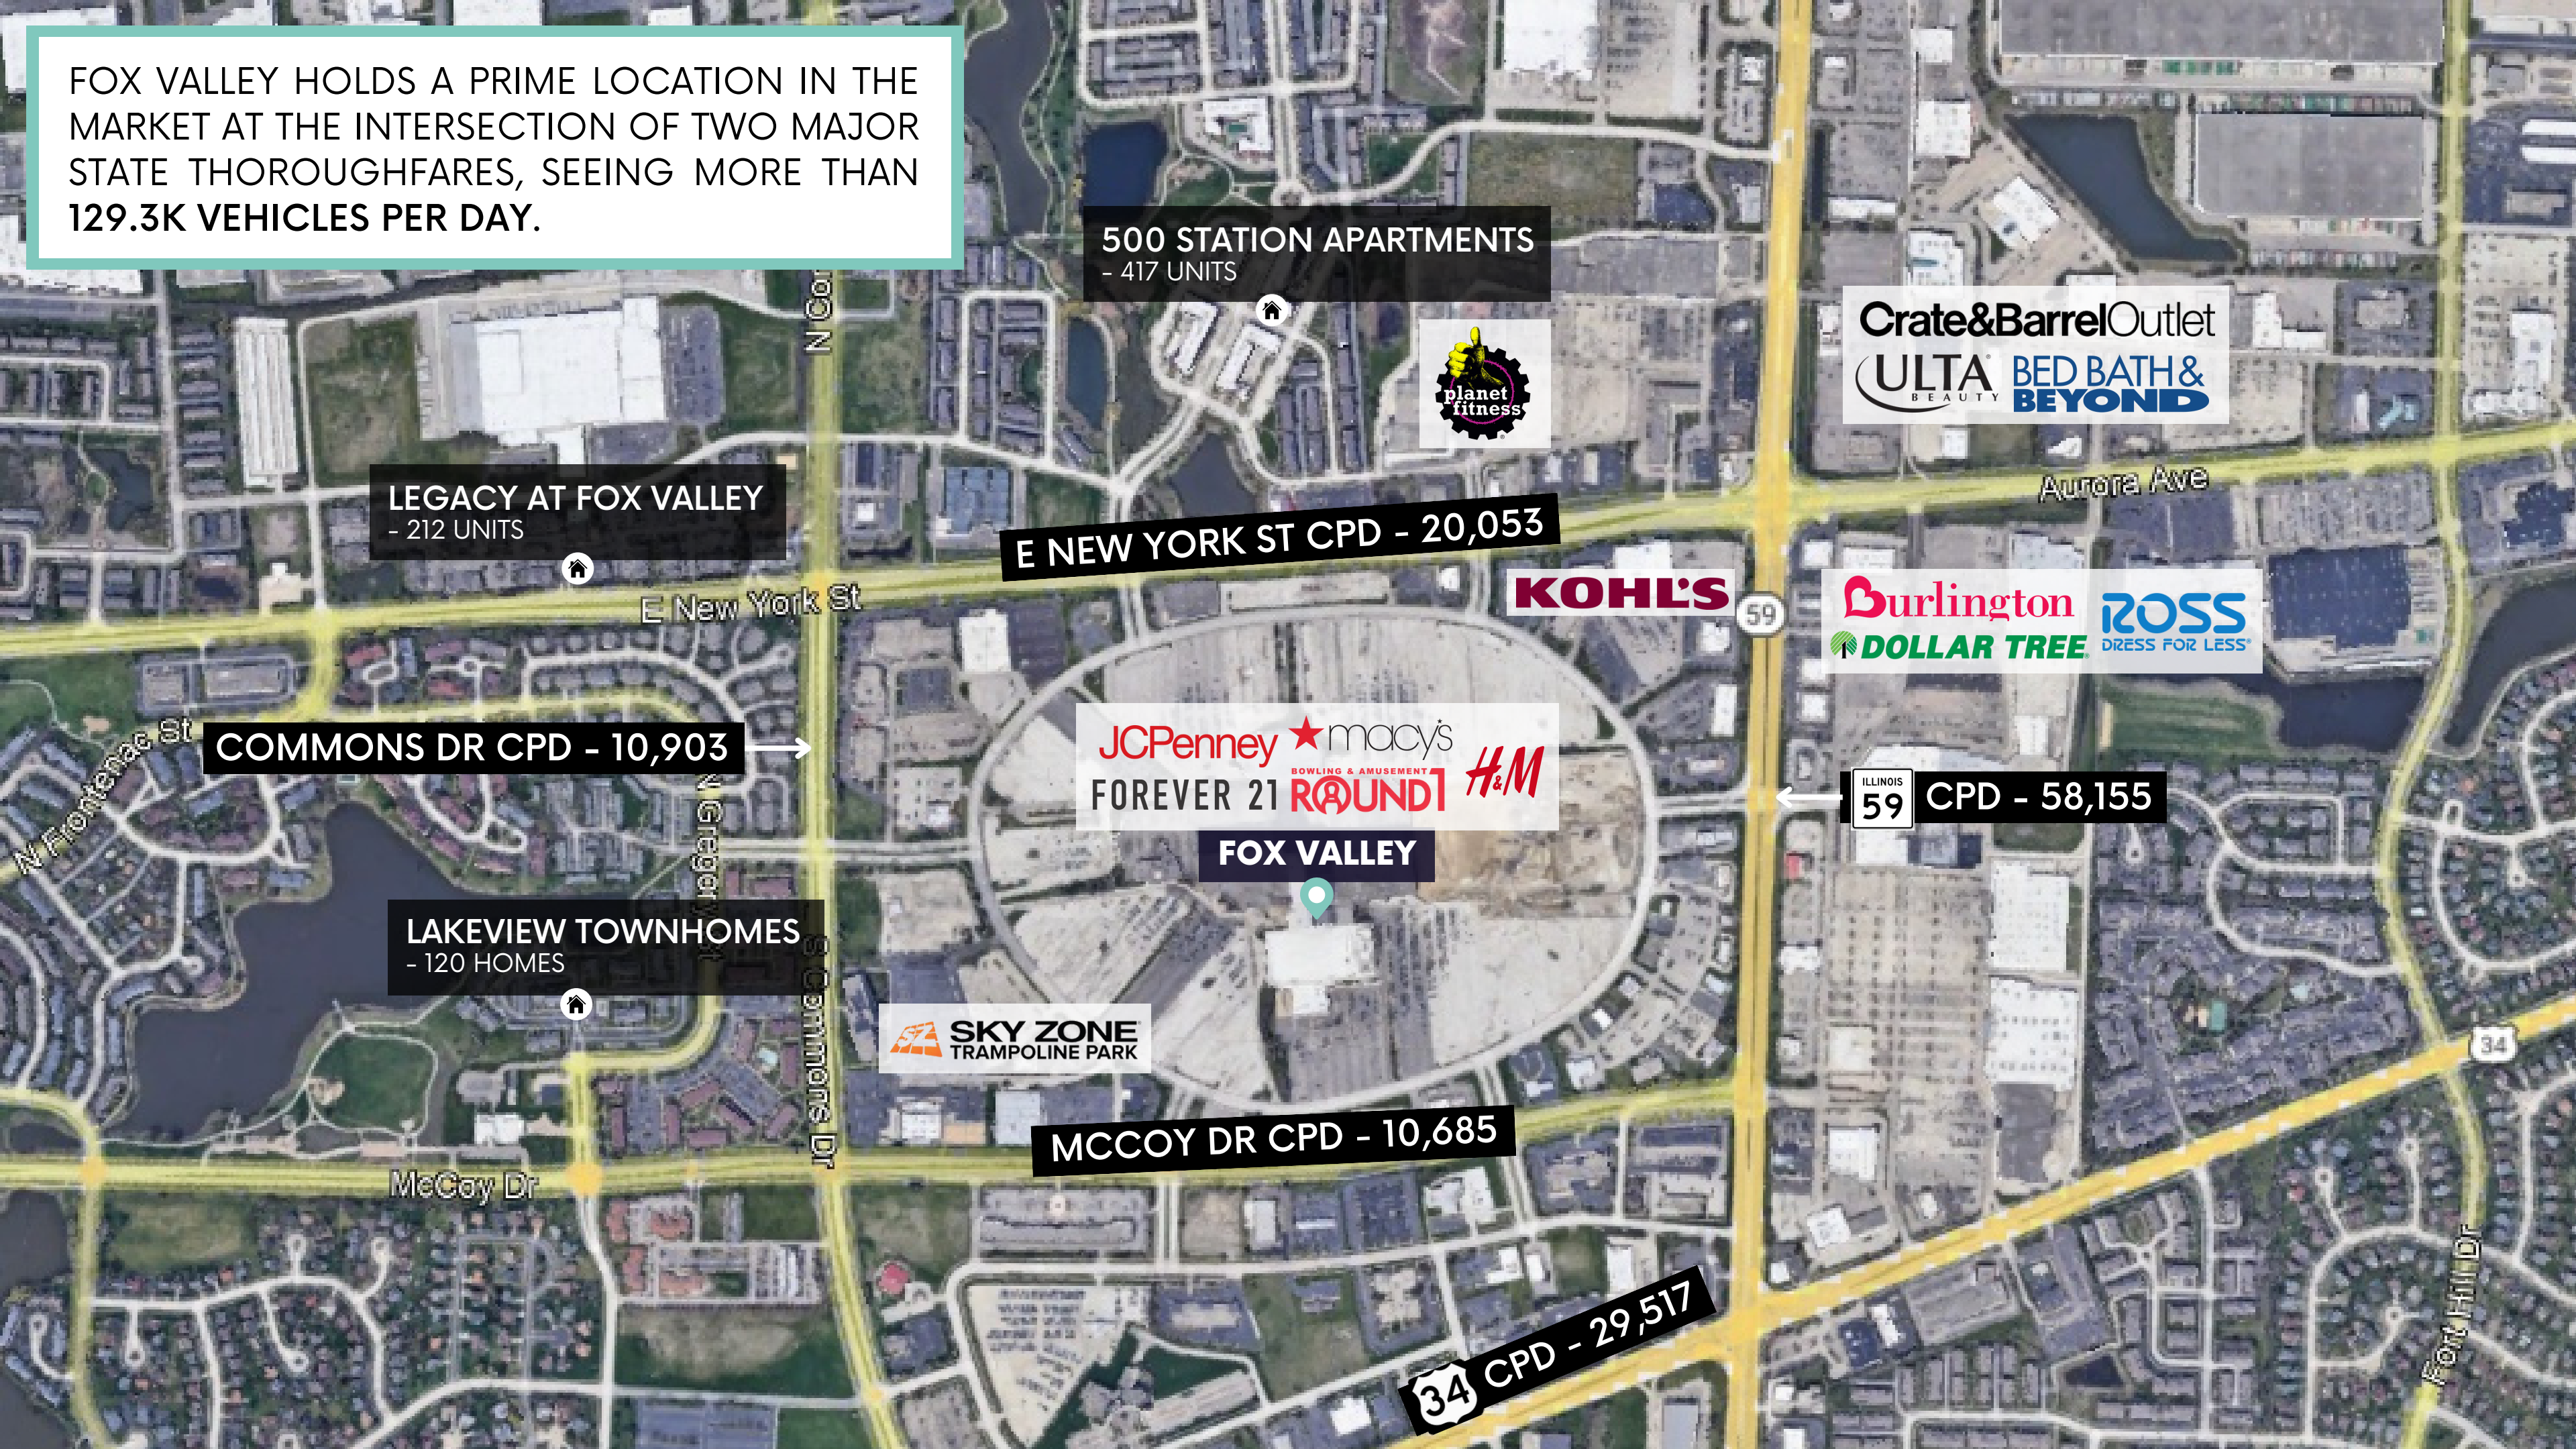 FOX VALLEY HOLDS A PRIME LOCATION IN THE
MARKET AT THE INTERSECTION OF TWO MAJOR
STATE THOROUGHFARES, SEEING MORE THAN
129.3K VEHICLES PER DAY.
500 STATION APARTMENTS
- 417 UNITS
planet
fitness
Crate&BarrelOutlet
ULTA
BEAUTY
BED BATH &
BEYOND
LEGACY AT FOX VALLEY
- 212 UNITS
Aurora Ave
E NEW YORK ST CPD - 20,053
E New York St
KOHL'S
59
Burlington
DOLLAR TREE
ROSS
DRESS FOR LESS®
N Frontenac St
COMMONS DR CPD - 10,903
JCPenney
macy's
FOREVER 21
BOWLING & AMUSEMENT
ROUND1
H&M
ILLINOIS
59
CPD - 58,155
FOX VALLEY
LAKEVIEW TOWNHOMES
- 120 HOMES
S Commons Dr
SKY ZONE
TRAMPOLINE PARK
34
MCCOY DR CPD - 10,685
McCoy Dr
34 CPD - 29,517
Fort Hill Dr